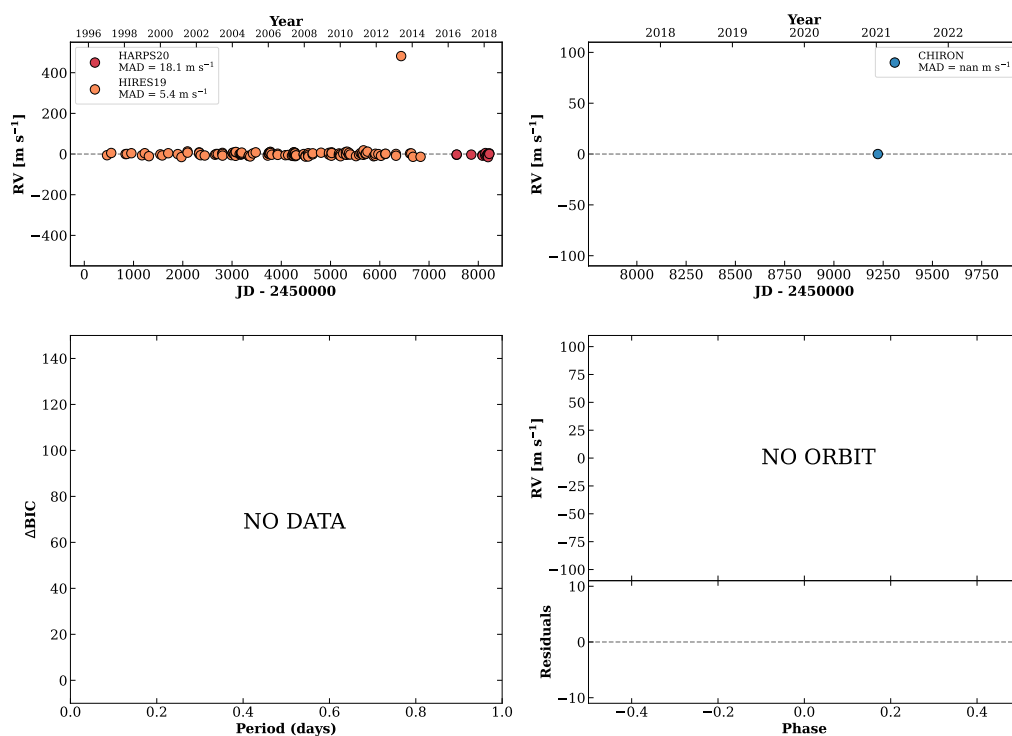 Year
1996 1998 2000 2002 2004 2006 2008 2010 2012 2014 2016 2018
HARPS20
MAD = 18.1 m s⁻¹
HIRES19
MAD = 5.4 m s⁻¹
400
200
0
−200
−400
RV [m s⁻¹]
0 1000 2000 3000 4000 5000 6000 7000 8000
JD - 2450000
Year
2018 2019 2020 2021 2022
CHIRON
MAD = nan m s⁻¹
100
50
0
−50
−100
RV [m s⁻¹]
8000 8250 8500 8750 9000 9250 9500 9750
JD - 2450000
140
120
100
80
60
40
20
0
ΔBIC
NO DATA
0.0 0.2 0.4 0.6 0.8 1.0
Period (days)
100
75
50
25
0
−25
−50
−75
−100
RV [m s⁻¹]
NO ORBIT
10
0
−10
Residuals
−0.4 −0.2 0.0 0.2 0.4
Phase